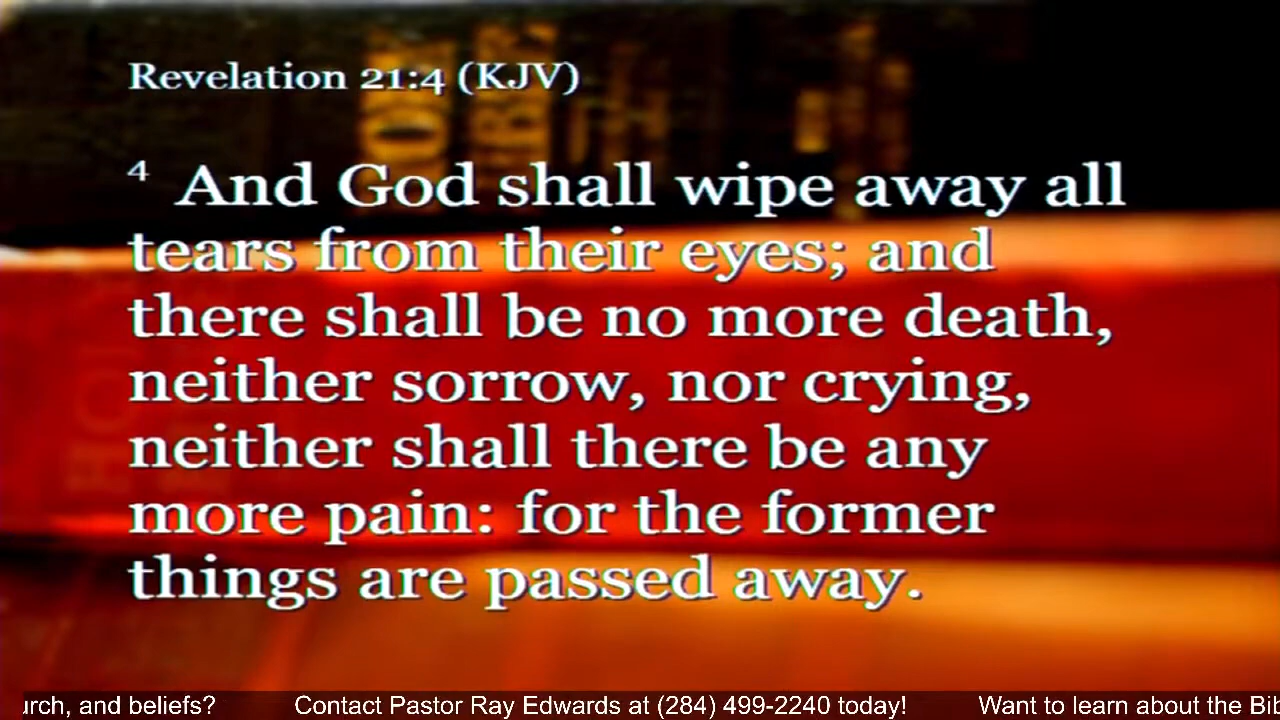 Revelation 21:4 (KJV)
4 And God shall wipe away all
tears from their eyes; and
there shall be no more death,
neither sorrow, nor crying,
neither shall there be any
more pain: for the former
things are passed away.
urch, and beliefs? Contact Pastor Ray Edwards at (284) 499-2240 today! Want to learn about the Bib